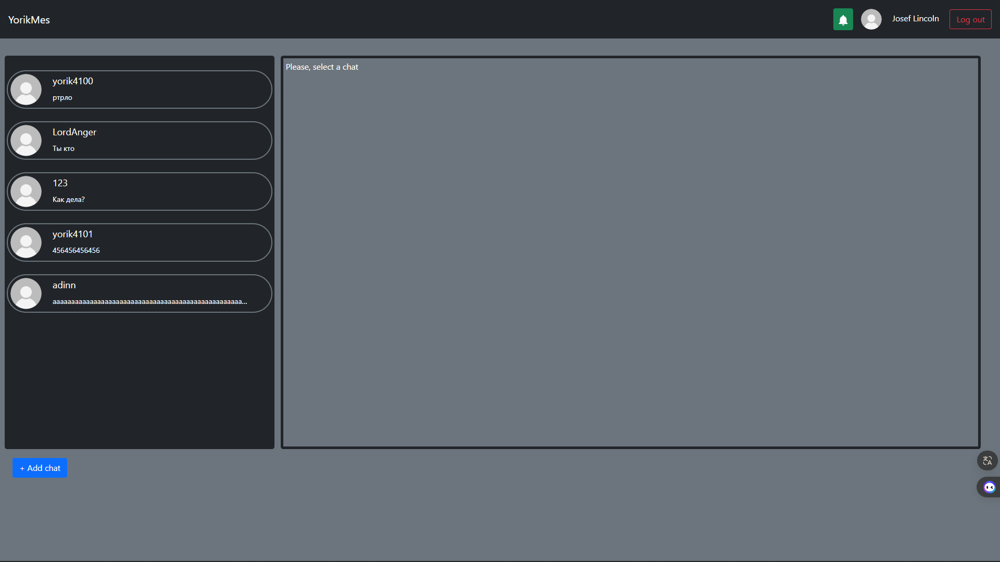 YorikMes
Josef Lincoln
Log out
yorik4100
ртрло
LordAnger
Ты кто
123
Как дела?
yorik4101
456456456456
adinn
Please, select a chat
+ Add chat